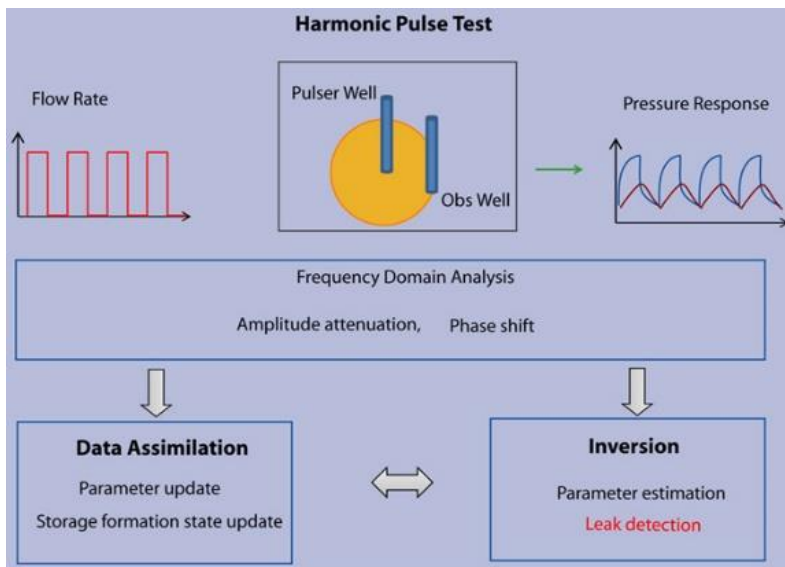 Harmonic Pulse Test
Flow Rate
Pulser Well
Obs Well
Pressure Response
Frequency Domain Analysis
Amplitude attenuation, Phase shift
Data Assimilation
Parameter update
Storage formation state update
Inversion
Parameter estimation
Leak detection